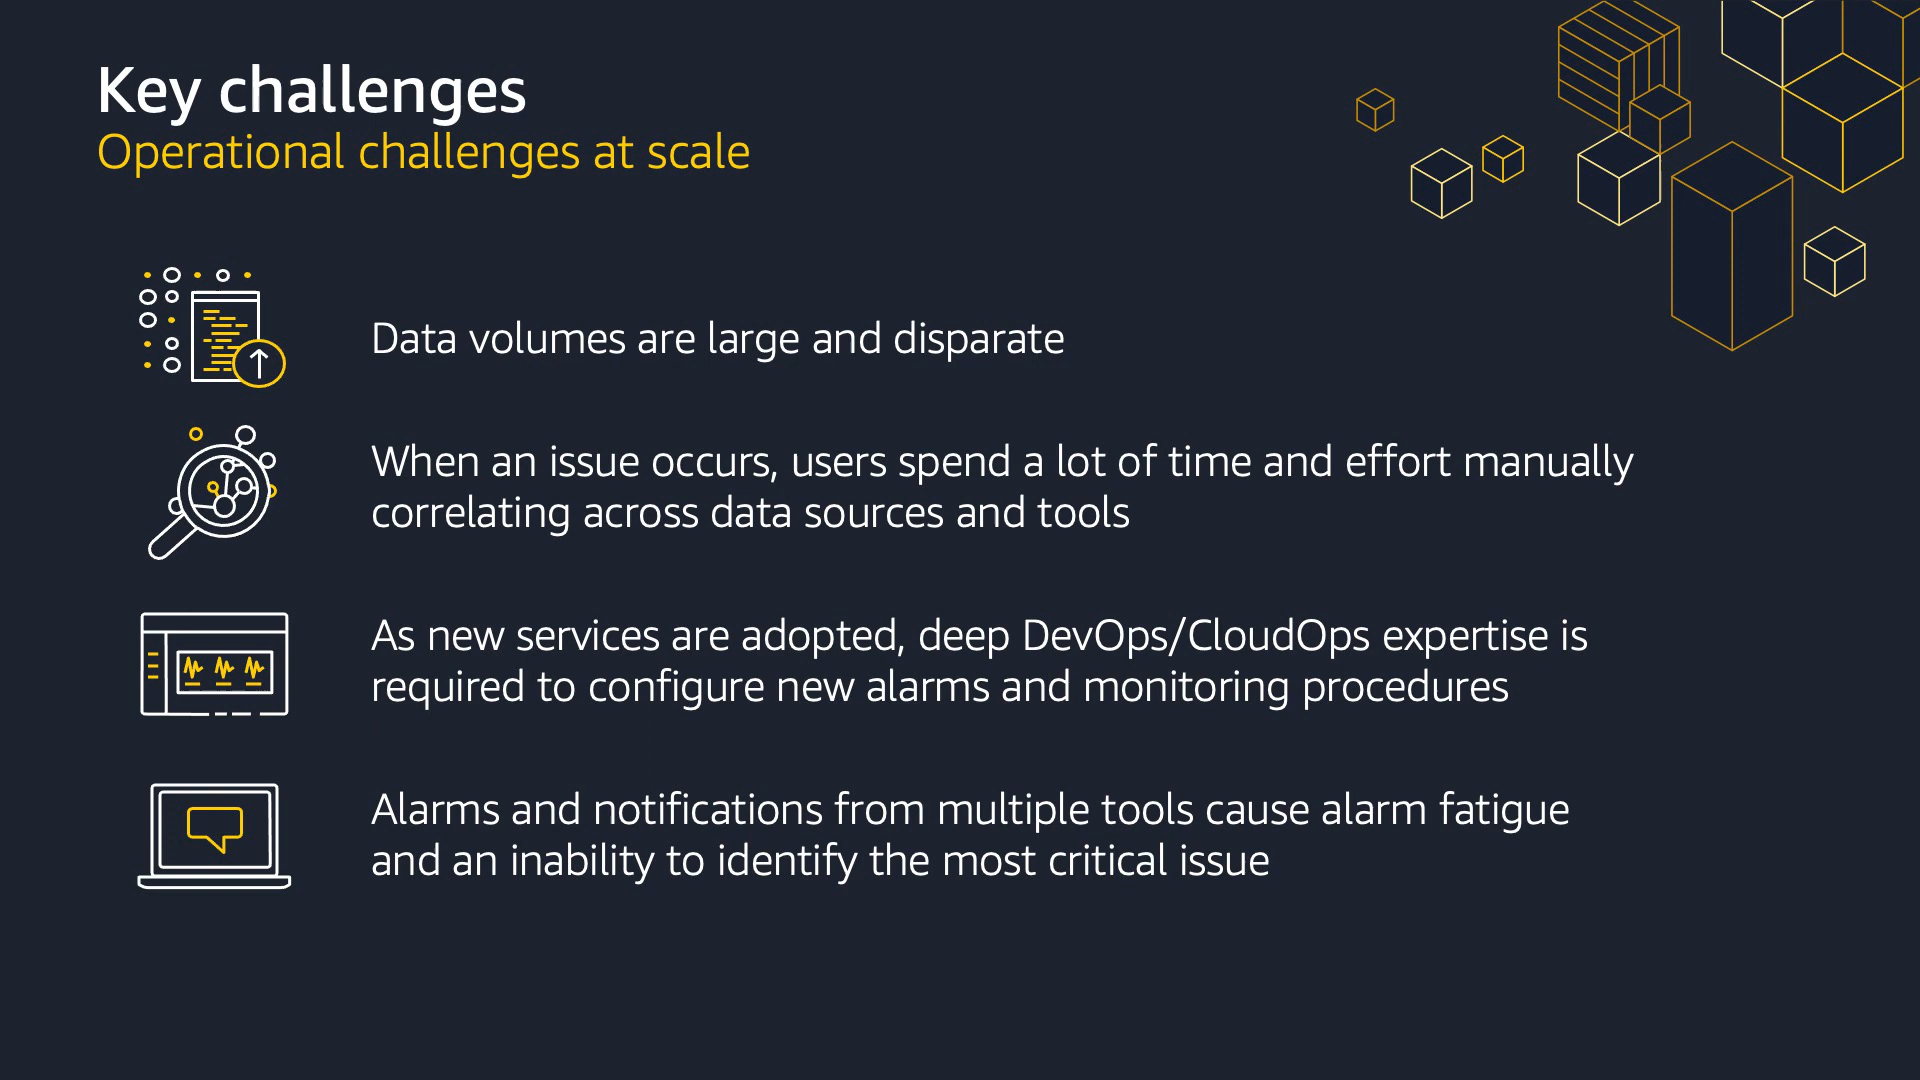 Key challenges
Operational challenges at scale
Data volumes are large and disparate
When an issue occurs, users spend a lot of time and effort manually
correlating across data sources and tools
As new services are adopted, deep DevOps/CloudOps expertise is
required to configure new alarms and monitoring procedures
Alarms and notifications from multiple tools cause alarm fatigue
and an inability to identify the most critical issue